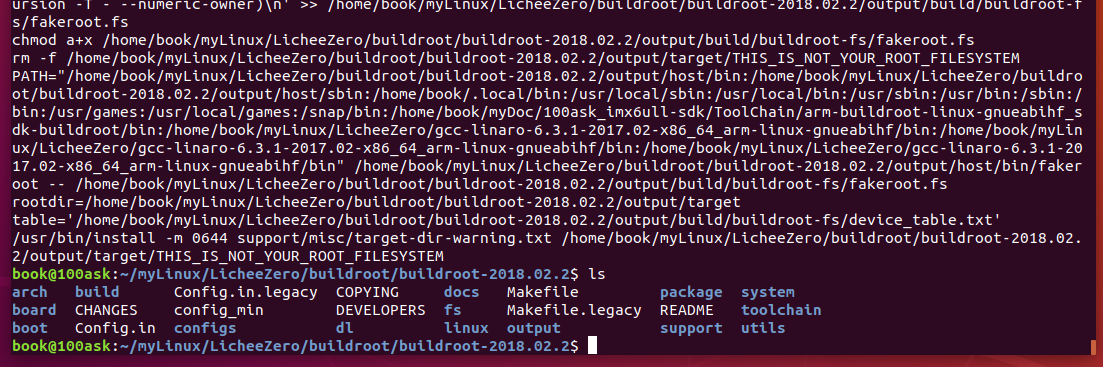 ursion -T - --numeric-owner)\n' >> /home/book/myLinux/LicheeZero/buildroot/buildroot-2018.02.2/output/build/buildroot-f
s/fakeroot.fs
chmod a+x /home/book/myLinux/LicheeZero/buildroot/buildroot-2018.02.2/output/build/buildroot-fs/fakeroot.fs
rm -f /home/book/myLinux/LicheeZero/buildroot/buildroot-2018.02.2/output/target/THIS_IS_NOT_YOUR_ROOT_FILESYSTEM
PATH="/home/book/myLinux/LicheeZero/buildroot/buildroot-2018.02.2/output/host/bin:/home/book/myLinux/LicheeZero/buildro
ot/buildroot-2018.02.2/output/host/sbin:/home/book/.local/bin:/usr/local/sbin:/usr/local/bin:/usr/sbin:/usr/bin:/sbin:/
bin:/usr/games:/usr/local/games:/snap/bin:/home/book/myDoc/100ask_imx6ull-sdk/ToolChain/arm-buildroot-linux-gnueabihf_s
dk-buildroot/bin:/home/book/myLinux/LicheeZero/gcc-linaro-6.3.1-2017.02-x86_64_arm-linux-gnueabihf/bin:/home/book/myLin
ux/LicheeZero/gcc-linaro-6.3.1-2017.02-x86_64_arm-linux-gnueabihf/bin:/home/book/myLinux/LicheeZero/gcc-linaro-6.3.1-20
17.02-x86_64_arm-linux-gnueabihf/bin" /home/book/myLinux/LicheeZero/buildroot/buildroot-2018.02.2/output/host/bin/faker
oot -- /home/book/myLinux/LicheeZero/buildroot/buildroot-2018.02.2/output/build/buildroot-fs/fakeroot.fs
rootdir=/home/book/myLinux/LicheeZero/buildroot/buildroot-2018.02.2/output/target
table='/home/book/myLinux/LicheeZero/buildroot/buildroot-2018.02.2/output/build/buildroot-fs/device_table.txt'
/usr/bin/install -m 0644 support/misc/target-dir-warning.txt /home/book/myLinux/LicheeZero/buildroot/buildroot-2018.02.
2/output/target/THIS_IS_NOT_YOUR_ROOT_FILESYSTEM
book@100ask:~/myLinux/LicheeZero/buildroot/buildroot-2018.02.2$ ls
arch build Config.in.legacy COPYING docs Makefile package system
board CHANGES config_min DEVELOPERS fs Makefile.legacy README toolchain
boot Config.in configs dl linux output support utils
book@100ask:~/myLinux/LicheeZero/buildroot/buildroot-2018.02.2$